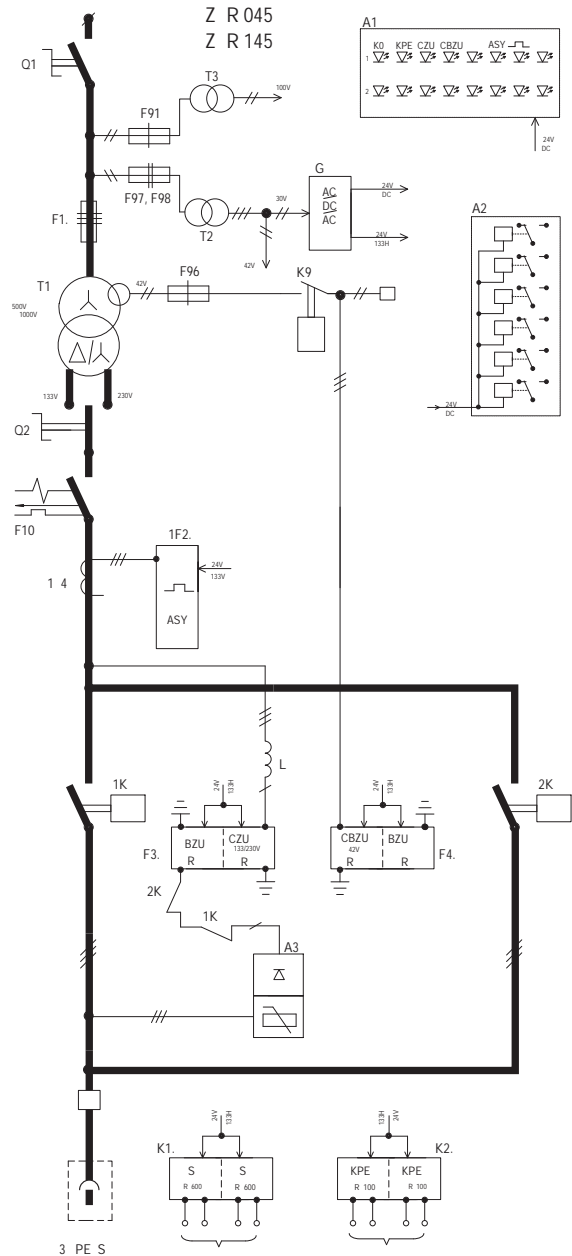 Z R 045
Z R 145
A1
K0 KPE CZU CBZU ASY
1
2
24V
DC
Q1
T3
100V
F91
F97, F98
T2
30V
42V
G
AC
DC
AC
24V
DC
24V
133H
A2
24V
DC
F1.
T1
500V
1000V
42V
F96
K9
133V
230V
Q2
F10
1 4
1F2.
24V
133V
ASY
L
1K
2K
24V
133H
24V
133H
F3.
BZU
CZU
133/230V
R
R
CBZU
42V
BZU
R
R
F4.
2K
1K
A3
24V
133H
133H
24V
K1.
S
S
R 600
R 600
K2.
KPE
KPE
R 100
R 100
3 PE S